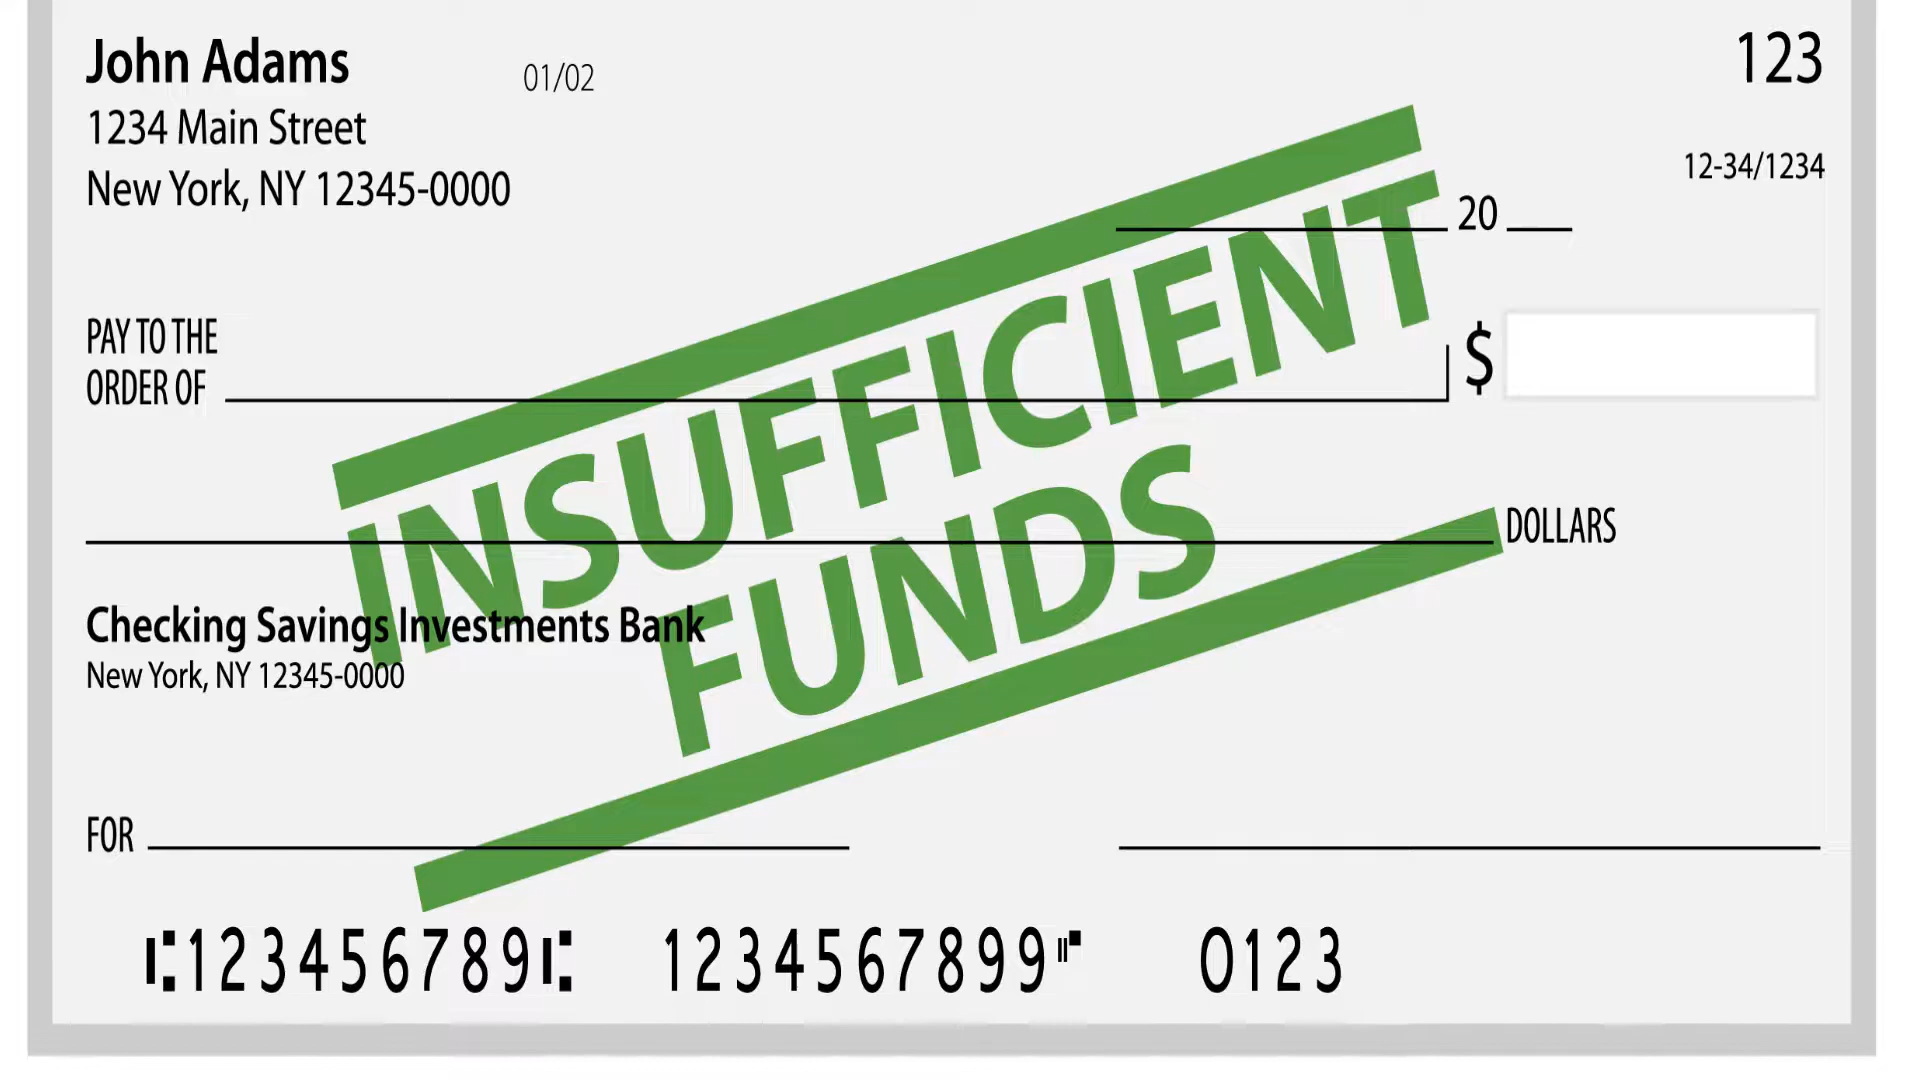 John Adams
01/02
123
1234 Main Street
New York, NY 12345-0000
12-34/1234
20
PAY TO THE
ORDER OF
$
INSUFFICIENT
FUNDS
DOLLARS
Checking Savings Investments Bank
New York, NY 12345-0000
FOR
⑆123456789⑆ 1234567899⑈ 0123